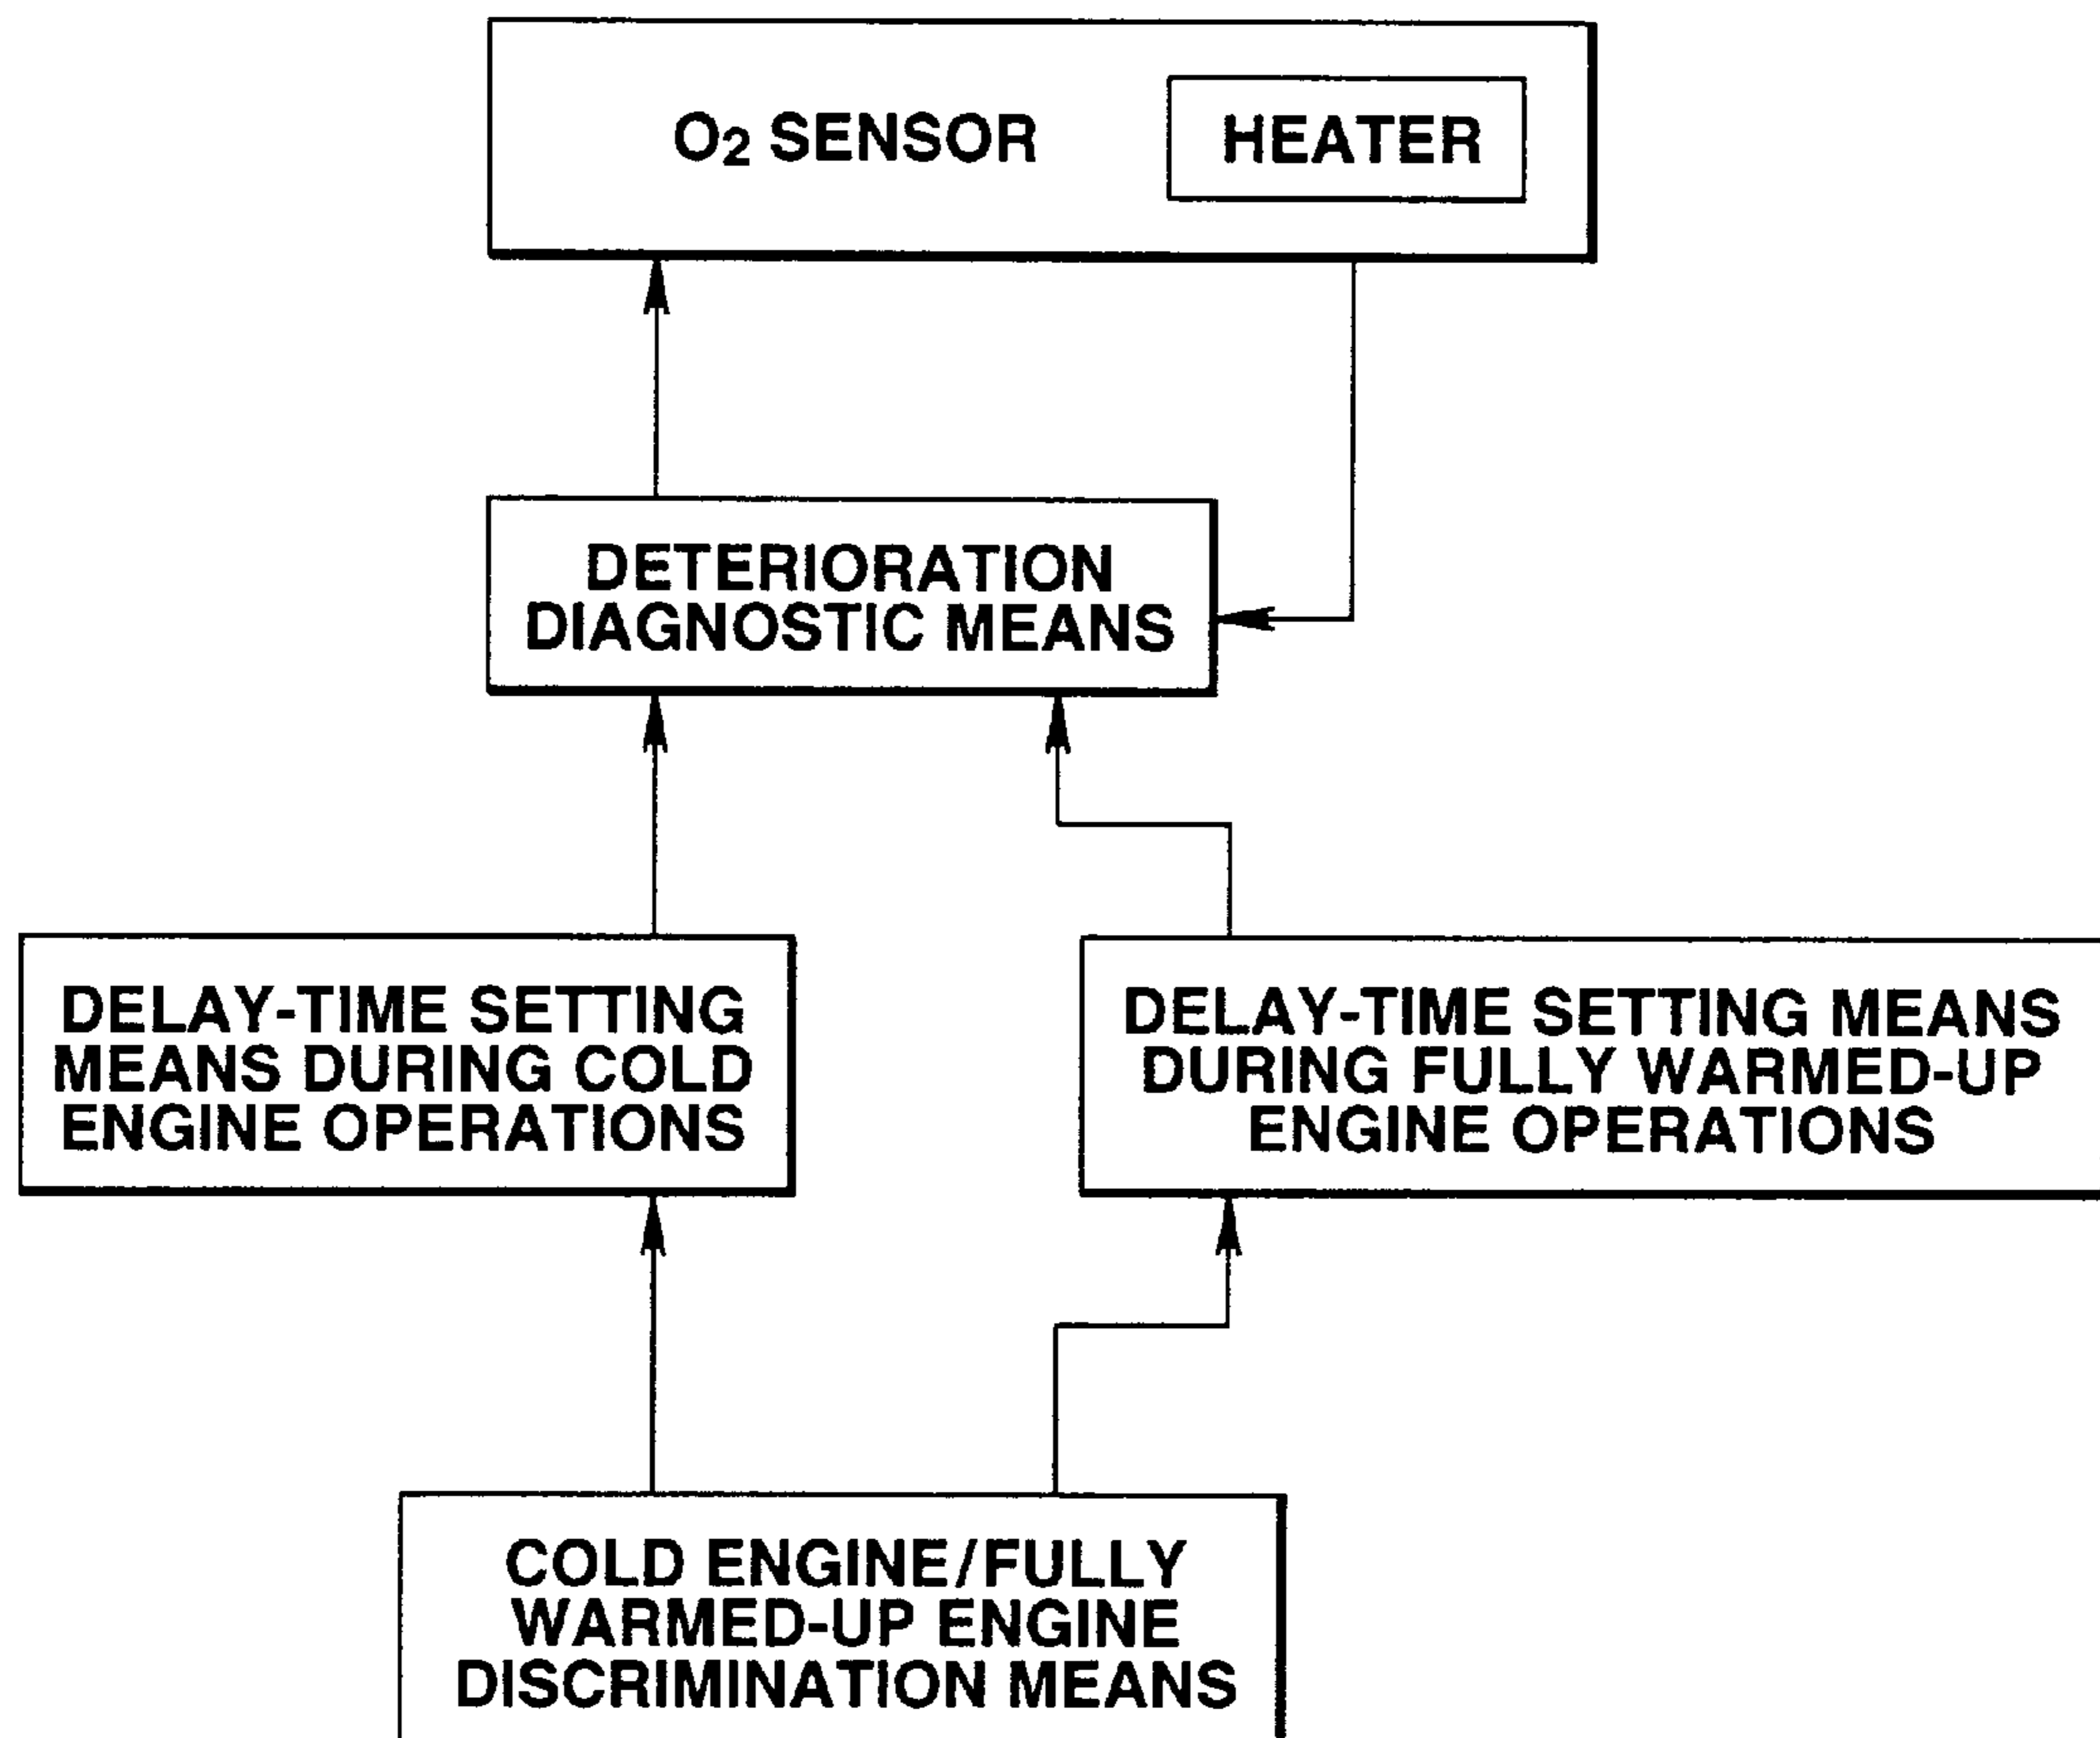 O2 SENSOR
HEATER
DETERIORATION
DIAGNOSTIC MEANS
DELAY-TIME SETTING
MEANS DURING COLD
ENGINE OPERATIONS
DELAY-TIME SETTING MEANS
DURING FULLY WARMED-UP
ENGINE OPERATIONS
COLD ENGINE/FULLY
WARMED-UP ENGINE
DISCRIMINATION MEANS